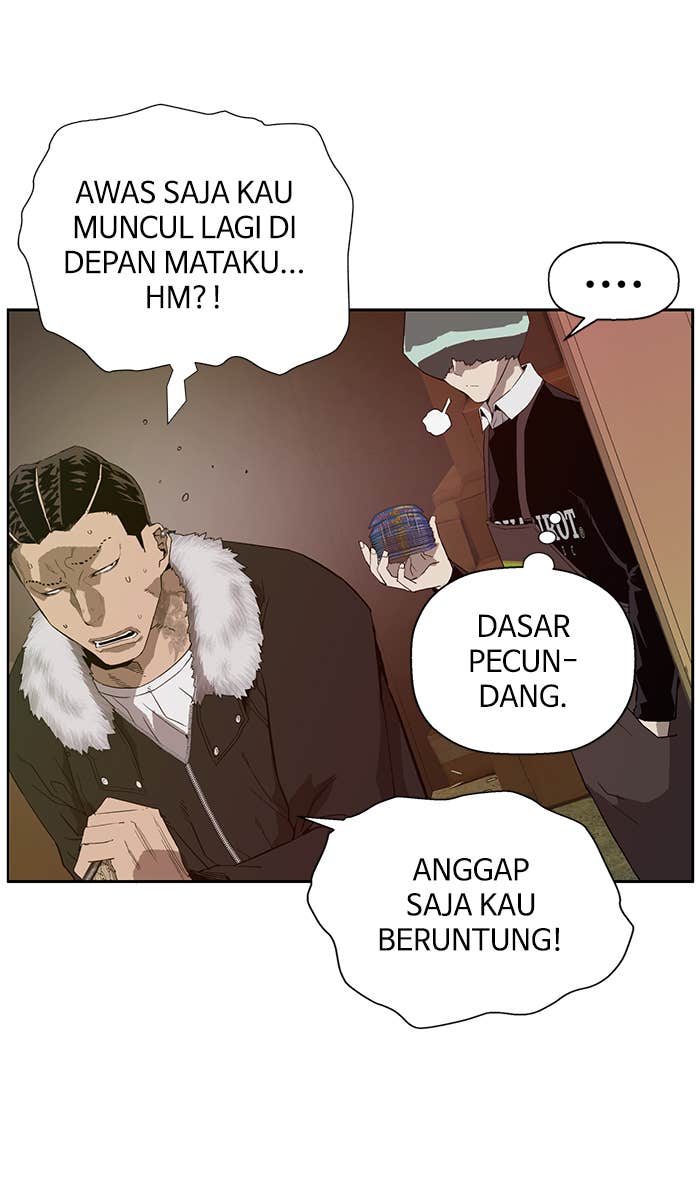 AWAS SAJA KAU
MUNCUL LAGI DI
DEPAN MATAKU...
HM?!
....
DASAR
PECUN-
DANG.
ANGGAP
SAJA KAU
BERUNTUNG!